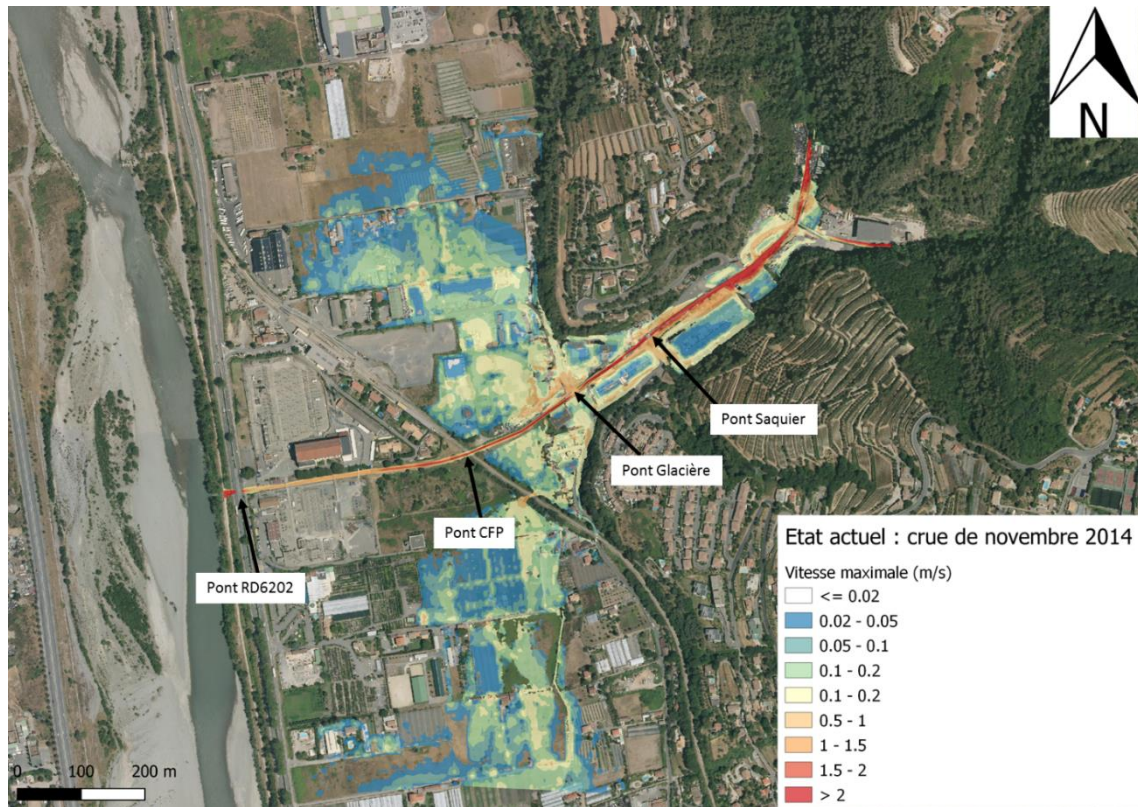 N
Pont Saquier
Pont Glacière
Pont CFP
Pont RD6202
Etat actuel : crue de novembre 2014
Vitesse maximale (m/s)
<= 0.02
0.02 - 0.05
0.05 - 0.1
0.1 - 0.2
0.1 - 0.2
0.5 - 1
1 - 1.5
1.5 - 2
> 2
0 100 200 m